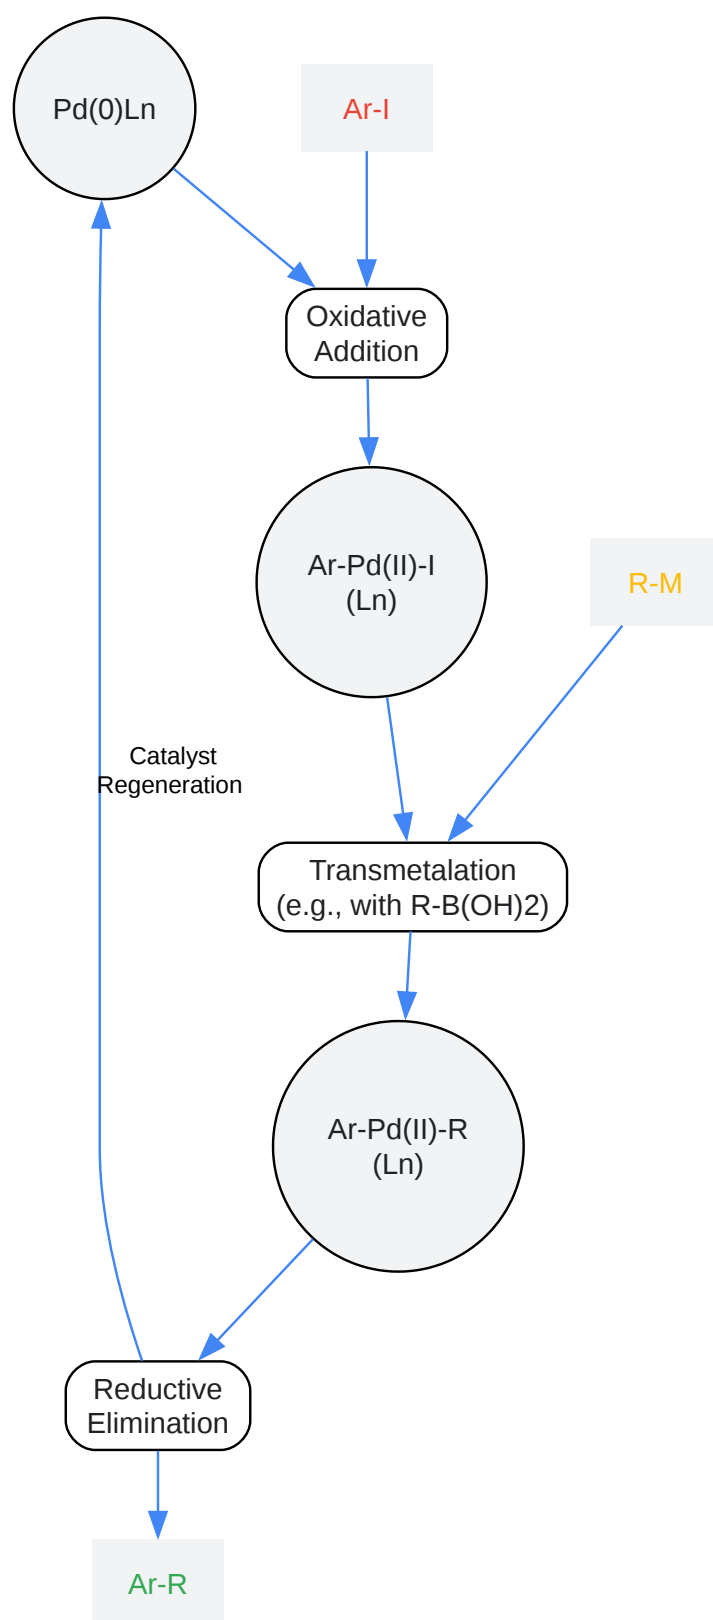 Pd(0)Ln
Ar-I
Oxidative
Addition
Ar-Pd(II)-I
(Ln)
R-M
Catalyst
Regeneration
Transmetalation
(e.g., with R-B(OH)2)
Ar-Pd(II)-R
(Ln)
Reductive
Elimination
Ar-R